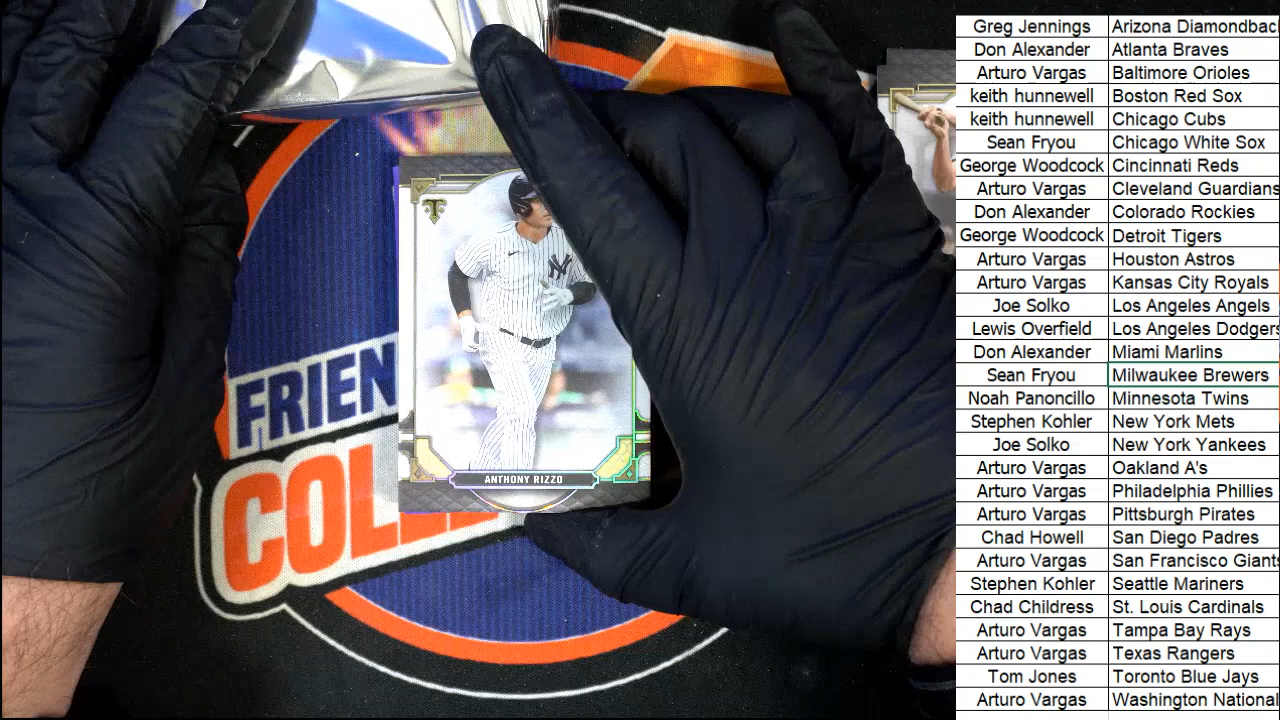 FRIEN
COLL
T
NY
ANTHONY RIZZO
Greg Jennings Arizona Diamondbac
Don Alexander Atlanta Braves
Arturo Vargas Baltimore Orioles
keith hunnewell Boston Red Sox
keith hunnewell Chicago Cubs
Sean Fryou Chicago White Sox
George Woodcock Cincinnati Reds
Arturo Vargas Cleveland Guardians
Don Alexander Colorado Rockies
George Woodcock Detroit Tigers
Arturo Vargas Houston Astros
Arturo Vargas Kansas City Royals
Joe Solko Los Angeles Angels
Lewis Overfield Los Angeles Dodgers
Don Alexander Miami Marlins
Sean Fryou Milwaukee Brewers
Noah Panoncillo Minnesota Twins
Stephen Kohler New York Mets
Joe Solko New York Yankees
Arturo Vargas Oakland A's
Arturo Vargas Philadelphia Phillies
Arturo Vargas Pittsburgh Pirates
Chad Howell San Diego Padres
Arturo Vargas San Francisco Giants
Stephen Kohler Seattle Mariners
Chad Childress St. Louis Cardinals
Arturo Vargas Tampa Bay Rays
Arturo Vargas Texas Rangers
Tom Jones Toronto Blue Jays
Arturo Vargas Washington National